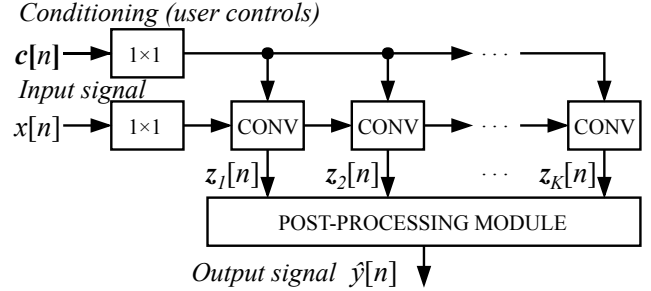 Conditioning (user controls)
c[n] 1×1 · · ·
Input signal
x[n] 1×1 CONV CONV · · · CONV
z1[n] z2[n] · · · zK[n]
POST-PROCESSING MODULE
Output signal ŷ[n]